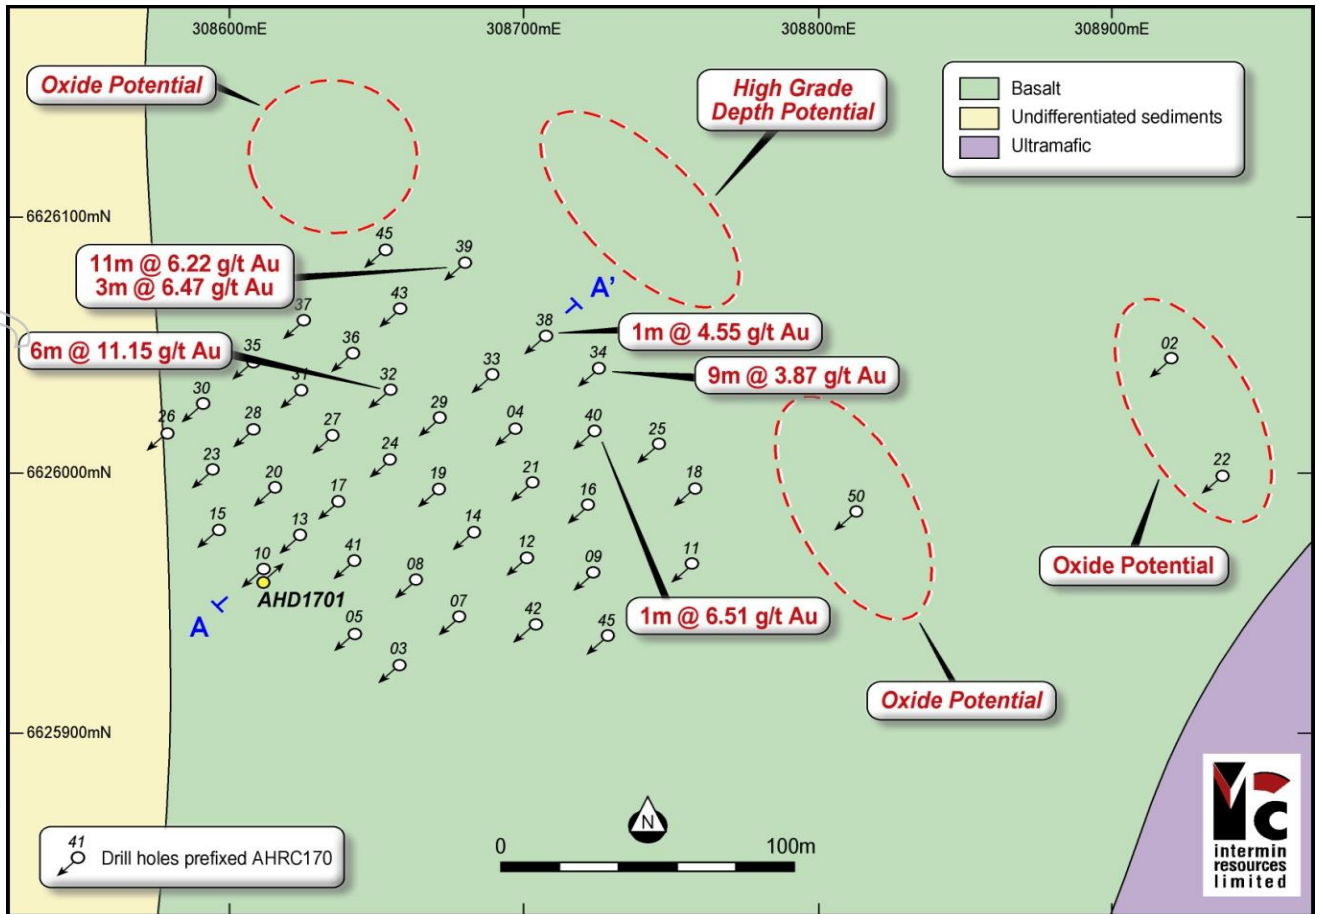 308600mE
308700mE
308800mE
308900mE
Oxide Potential
High Grade
Depth Potential
Basalt
Undifferentiated sediments
Ultramafic
6626100mN
45
39
11m @ 6.22 g/t Au
3m @ 6.47 g/t Au
A'
37
43
38
1m @ 4.55 g/t Au
6m @ 11.15 g/t Au
35
36
34
02
33
9m @ 3.87 g/t Au
31
32
30
26
28
27
29
04
40
25
24
6626000mN
23
20
19
21
18
22
17
16
50
15
13
14
10
41
12
09
11
08
Oxide Potential
AHD1701
A
05
07
42
45
1m @ 6.51 g/t Au
03
Oxide Potential
6625900mN
N
41
Drill holes prefixed AHRC170
0
100m
intermin
resources
limited